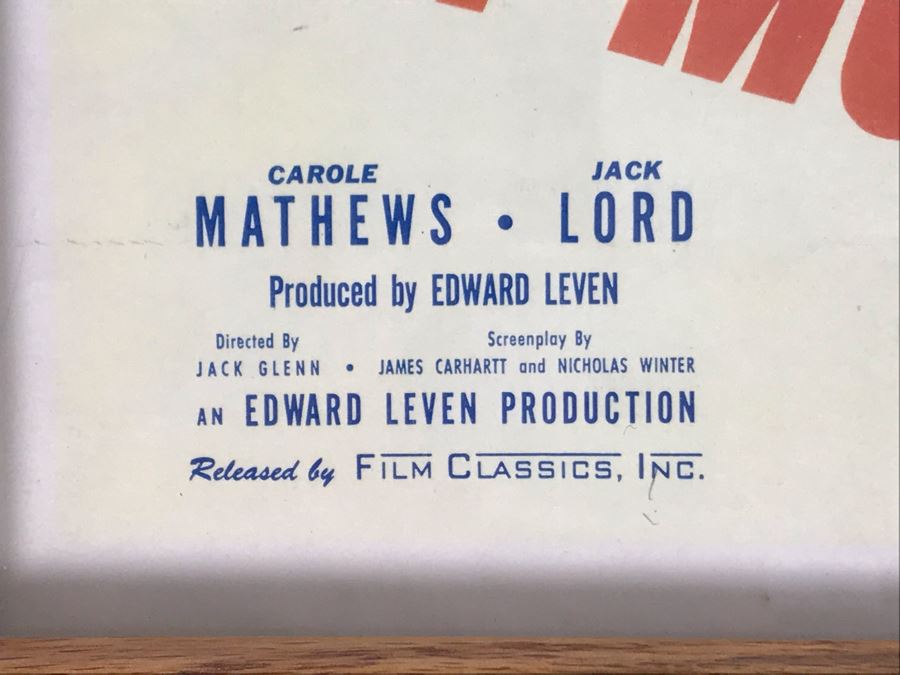 MU
CAROLE JACK
MATHEWS • LORD
Produced by EDWARD LEVEN
Directed By Screenplay By
JACK GLENN • JAMES CARHARTT and NICHOLAS WINTER
AN EDWARD LEVEN PRODUCTION
Released by FILM CLASSICS, INC.